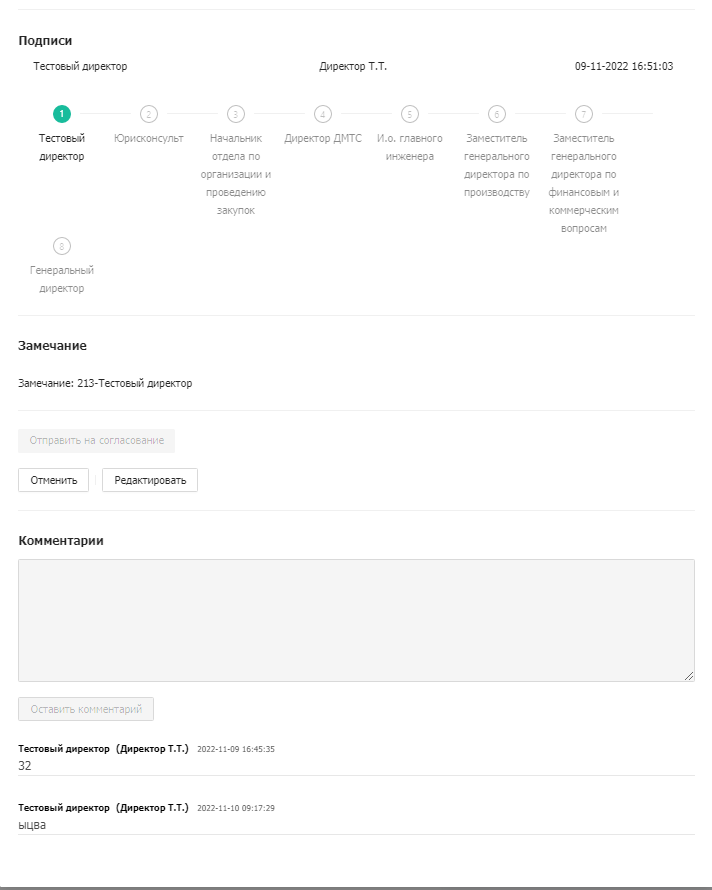 Подписи
Тестовый директор Директор Т.Т. 09-11-2022 16:51:03
1 2 3 4 5 6 7
Тестовый Юрисконсульт Начальник Директор ДМТС И.о. главного Заместитель Заместитель
директор отдела по инженера генерального генерального
организации и директора по директора по
проведению производству финансовым и
закупок коммерческим
вопросам
8
Генеральный
директор
Замечание
Замечание: 213-Тестовый директор
Отправить на согласование
Отменить Редактировать
Комментарии
Оставить комментарий
Тестовый директор (Директор Т.Т.) 2022-11-09 16:45:35
32
Тестовый директор (Директор Т.Т.) 2022-11-10 09:17:29
ыцва